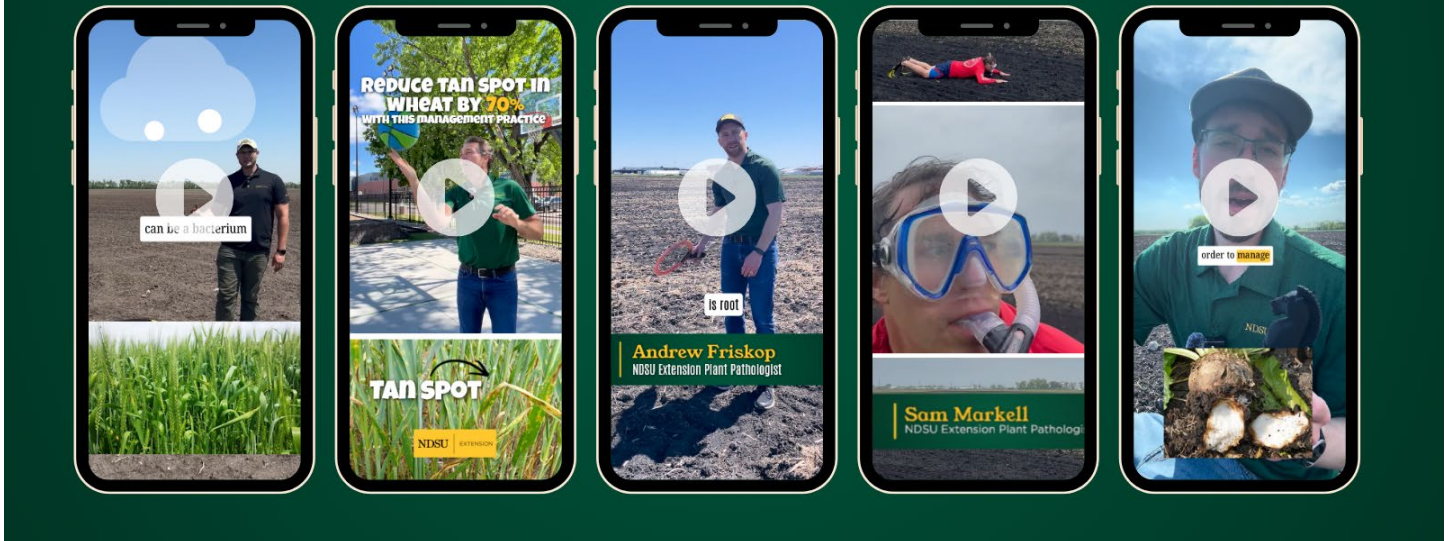 can be a bacterium
REDUCE TAN SPOT IN
WHEAT BY 70%
WITH THIS MANAGEMENT PRACTICE
TAN SPOT
NDSU EXTENSION
is root
Andrew Friskop
NDSU Extension Plant Pathologist
Sam Markell
NDSU Extension Plant Pathologi
order to manage
NDSU